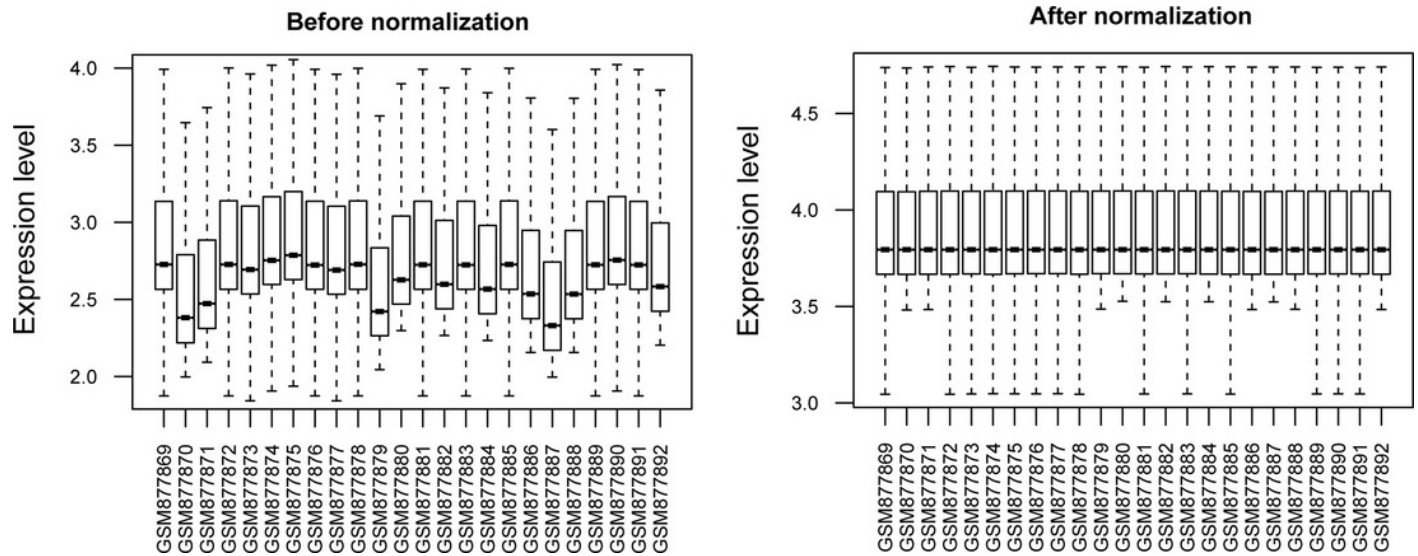 Before normalization
Expression level
4.0
3.5
3.0
2.5
2.0
GSM877869
GSM877870
GSM877871
GSM877872
GSM877873
GSM877874
GSM877875
GSM877876
GSM877877
GSM877878
GSM877879
GSM877880
GSM877881
GSM877882
GSM877883
GSM877884
GSM877885
GSM877886
GSM877887
GSM877888
GSM877889
GSM877890
GSM877891
GSM877892
After normalization
Expression level
4.5
4.0
3.5
3.0
GSM877869
GSM877870
GSM877871
GSM877872
GSM877873
GSM877874
GSM877875
GSM877876
GSM877877
GSM877878
GSM877879
GSM877880
GSM877881
GSM877882
GSM877883
GSM877884
GSM877885
GSM877886
GSM877887
GSM877888
GSM877889
GSM877890
GSM877891
GSM877892